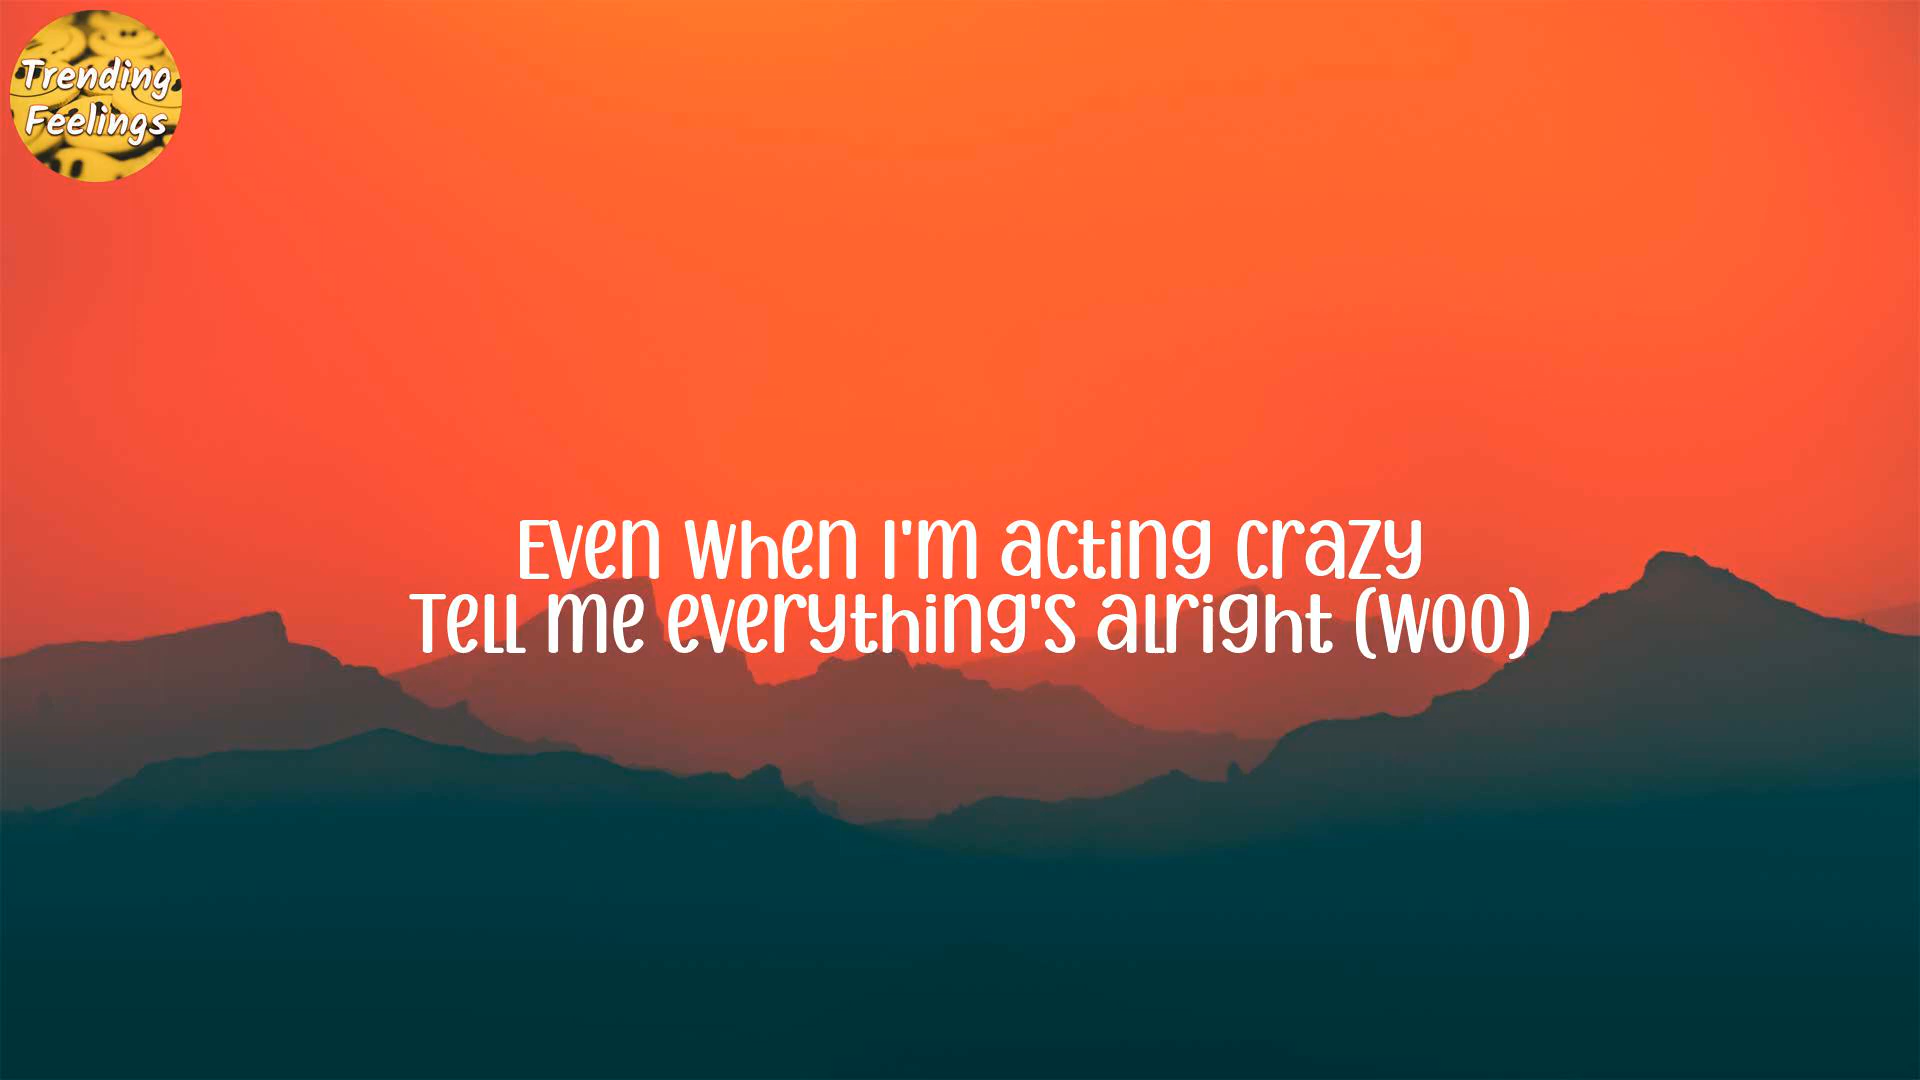 Trending
Feelings
Even when I'm acting crazy
Tell me everything's alright (Woo)